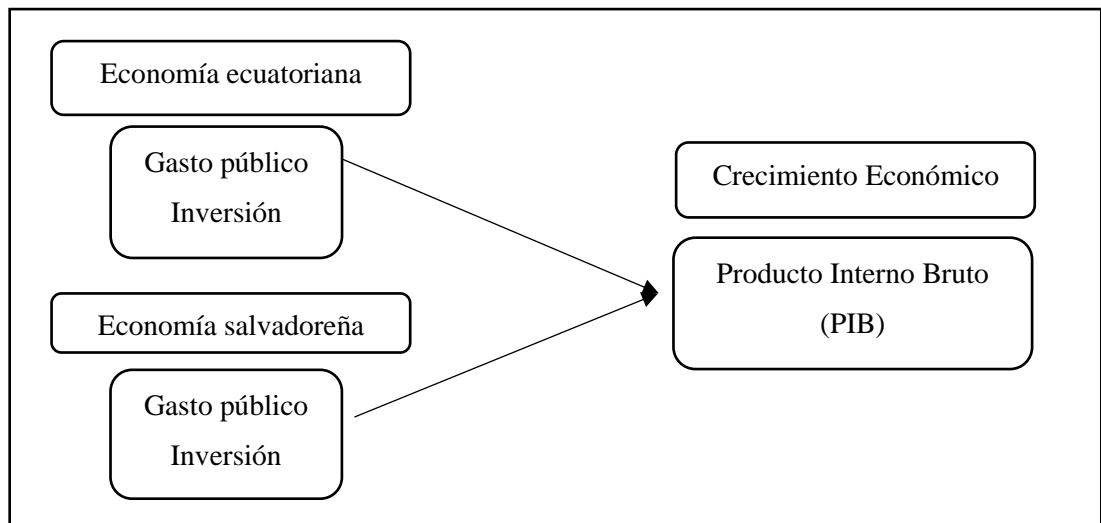 Economía ecuatoriana
Gasto público
Inversión
Economía salvadoreña
Gasto público
Inversión
Crecimiento Económico
Producto Interno Bruto
(PIB)